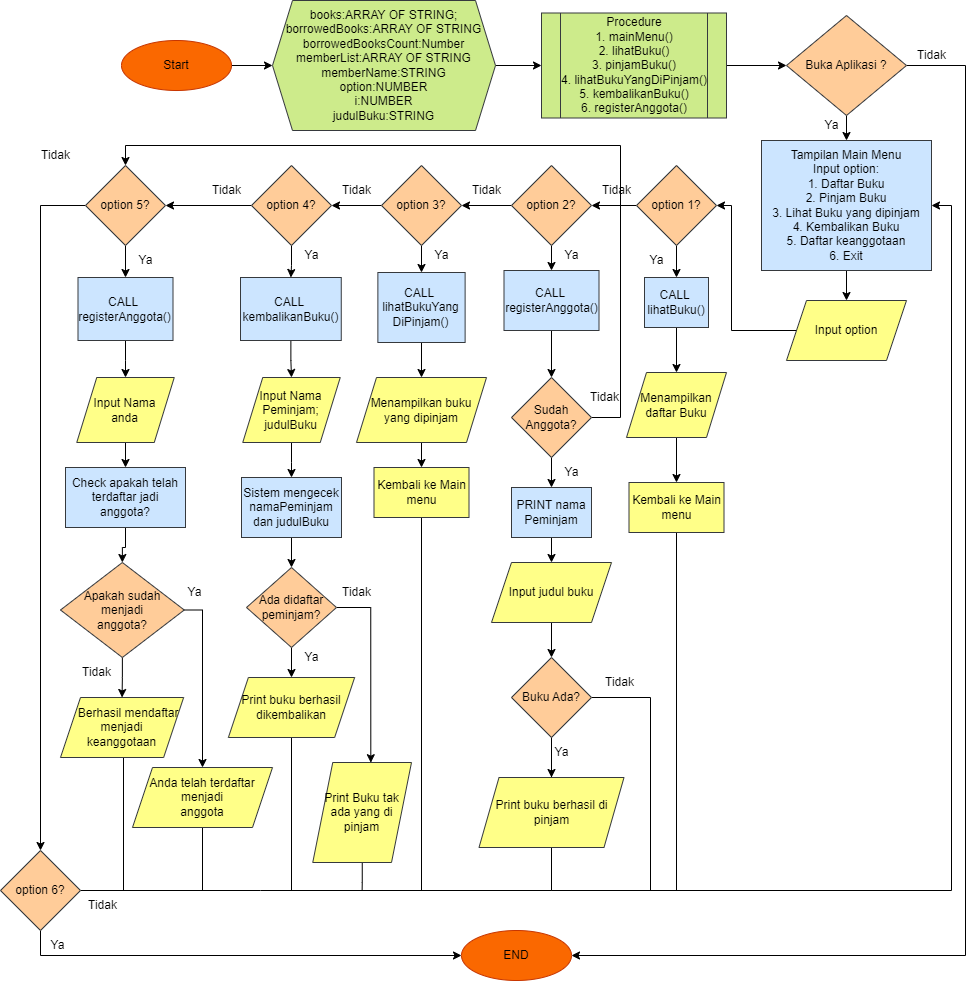 Start
books:ARRAY OF STRING;
borrowedBooks:ARRAY OF STRING
borrowedBooksCount:Number
memberList:ARRAY OF STRING
memberName:STRING
option:NUMBER
i:NUMBER
judulBuku:STRING
Procedure
1. mainMenu()
2. lihatBuku()
3. pinjamBuku()
4. lihatBukuYangDiPinjam()
5. kembalikanBuku()
6. registerAnggota()
Buka Aplikasi ?
Tidak
Ya
Tampilan Main Menu
Input option:
1. Daftar Buku
2. Pinjam Buku
3. Lihat Buku yang dipinjam
4. Kembalikan Buku
5. Daftar keanggotaan
6. Exit
Input option
option 1?
Tidak
Ya
CALL
lihatBuku()
Menampilkan
daftar Buku
Kembali ke Main
menu
option 2?
Tidak
Ya
CALL
registerAnggota()
Sudah
Anggota?
Tidak
Ya
PRINT nama
Peminjam
Input judul buku
Buku Ada?
Tidak
Ya
Print buku berhasil di
pinjam
option 3?
Tidak
Ya
CALL
lihatBukuYang
DiPinjam()
Menampilkan buku
yang dipinjam
Kembali ke Main
menu
option 4?
Tidak
Ya
CALL
kembalikanBuku()
Input Nama
Peminjam;
judulBuku
Sistem mengecek
namaPeminjam
dan judulBuku
Ada didaftar
peminjam?
Tidak
Ya
Print buku berhasil
dikembalikan
Print Buku tak
ada yang di
pinjam
option 5?
Tidak
Ya
CALL
registerAnggota()
Input Nama
anda
Check apakah telah
terdaftar jadi
anggota?
Apakah sudah
menjadi
anggota?
Ya
Tidak
Berhasil mendaftar
menjadi
keanggotaan
Anda telah terdaftar
menjadi
anggota
option 6?
Tidak
Ya
END